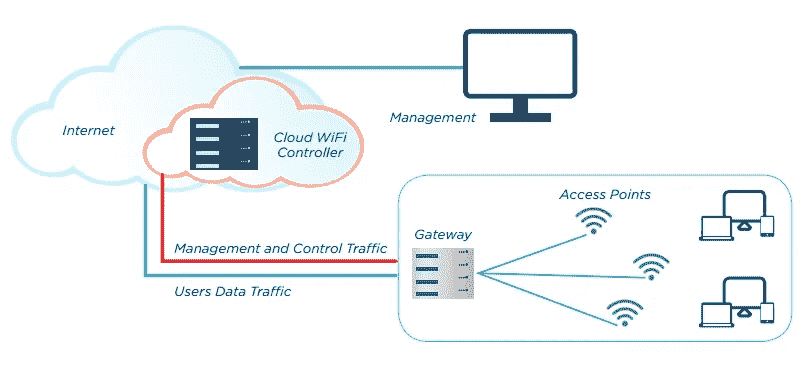 Internet
Cloud WiFi
Controller
Management
Access Points
Gateway
Management and Control Traffic
Users Data Traffic